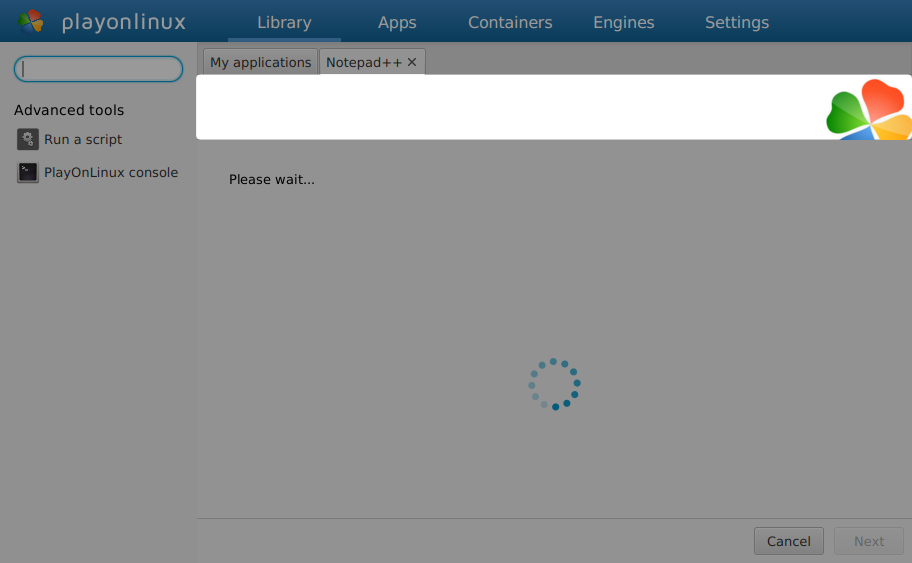 playonlinux
Library
Apps
Containers
Engines
Settings
My applications
Notepad++ ×
Advanced tools
Run a script
PlayOnLinux console
Please wait...
Cancel
Next